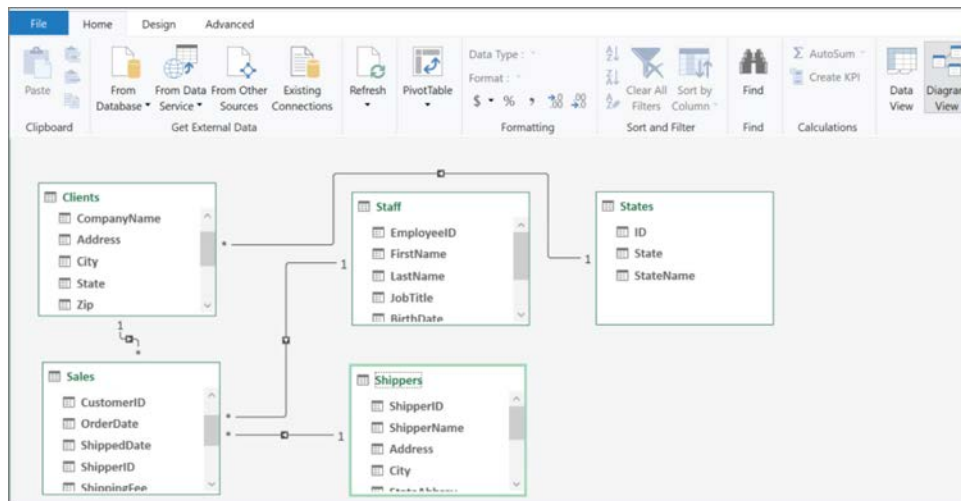 File Home Design Advanced
Paste
From Database
From Data Service
From Other Sources
Existing Connections
Refresh
PivotTable
Data Type :
Format :
$ % ,
Clear All Filters
Sort by Column
Find
Σ AutoSum
Create KPI
Data View
Diagram View
Clipboard Get External Data Formatting Sort and Filter Find Calculations
Clients
CompanyName
Address
City
State
Zip
Staff
EmployeeID
FirstName
LastName
JobTitle
BirthDate
States
ID
State
StateName
*
1
1
1
*
Sales
CustomerID
OrderDate
ShippedDate
ShipperID
ShippingFee
*
*
1
Shippers
ShipperID
ShipperName
Address
City